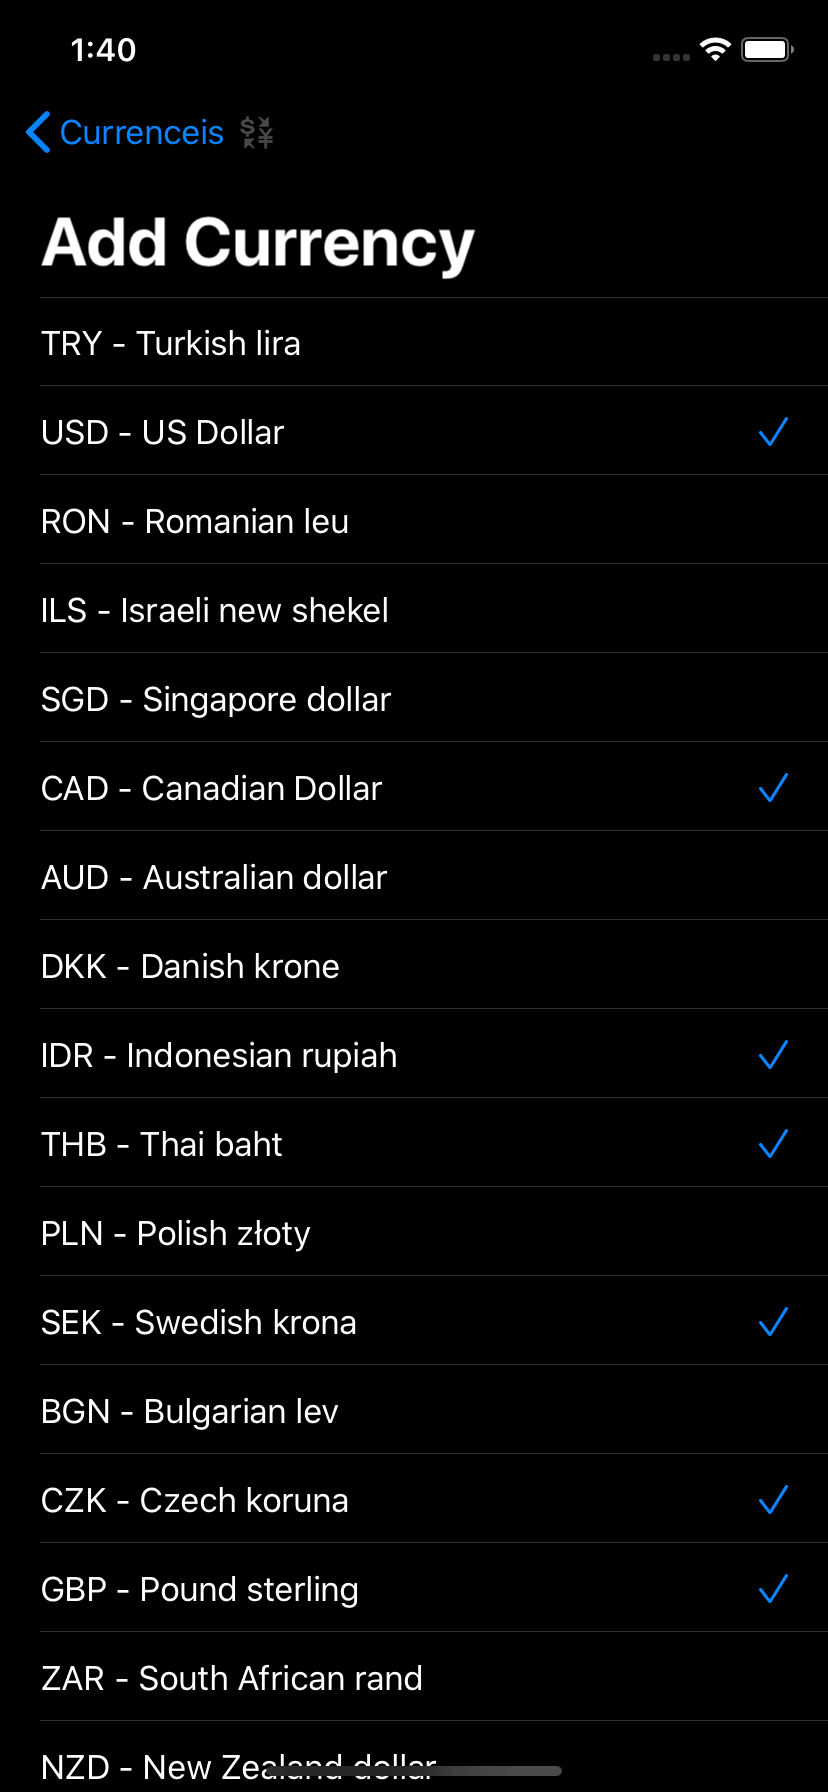 1:40
Currenceis
Add Currency
TRY - Turkish lira
USD - US Dollar
RON - Romanian leu
ILS - Israeli new shekel
SGD - Singapore dollar
CAD - Canadian Dollar
AUD - Australian dollar
DKK - Danish krone
IDR - Indonesian rupiah
THB - Thai baht
PLN - Polish złoty
SEK - Swedish krona
BGN - Bulgarian lev
CZK - Czech koruna
GBP - Pound sterling
ZAR - South African rand
NZD - New Zealand dollar